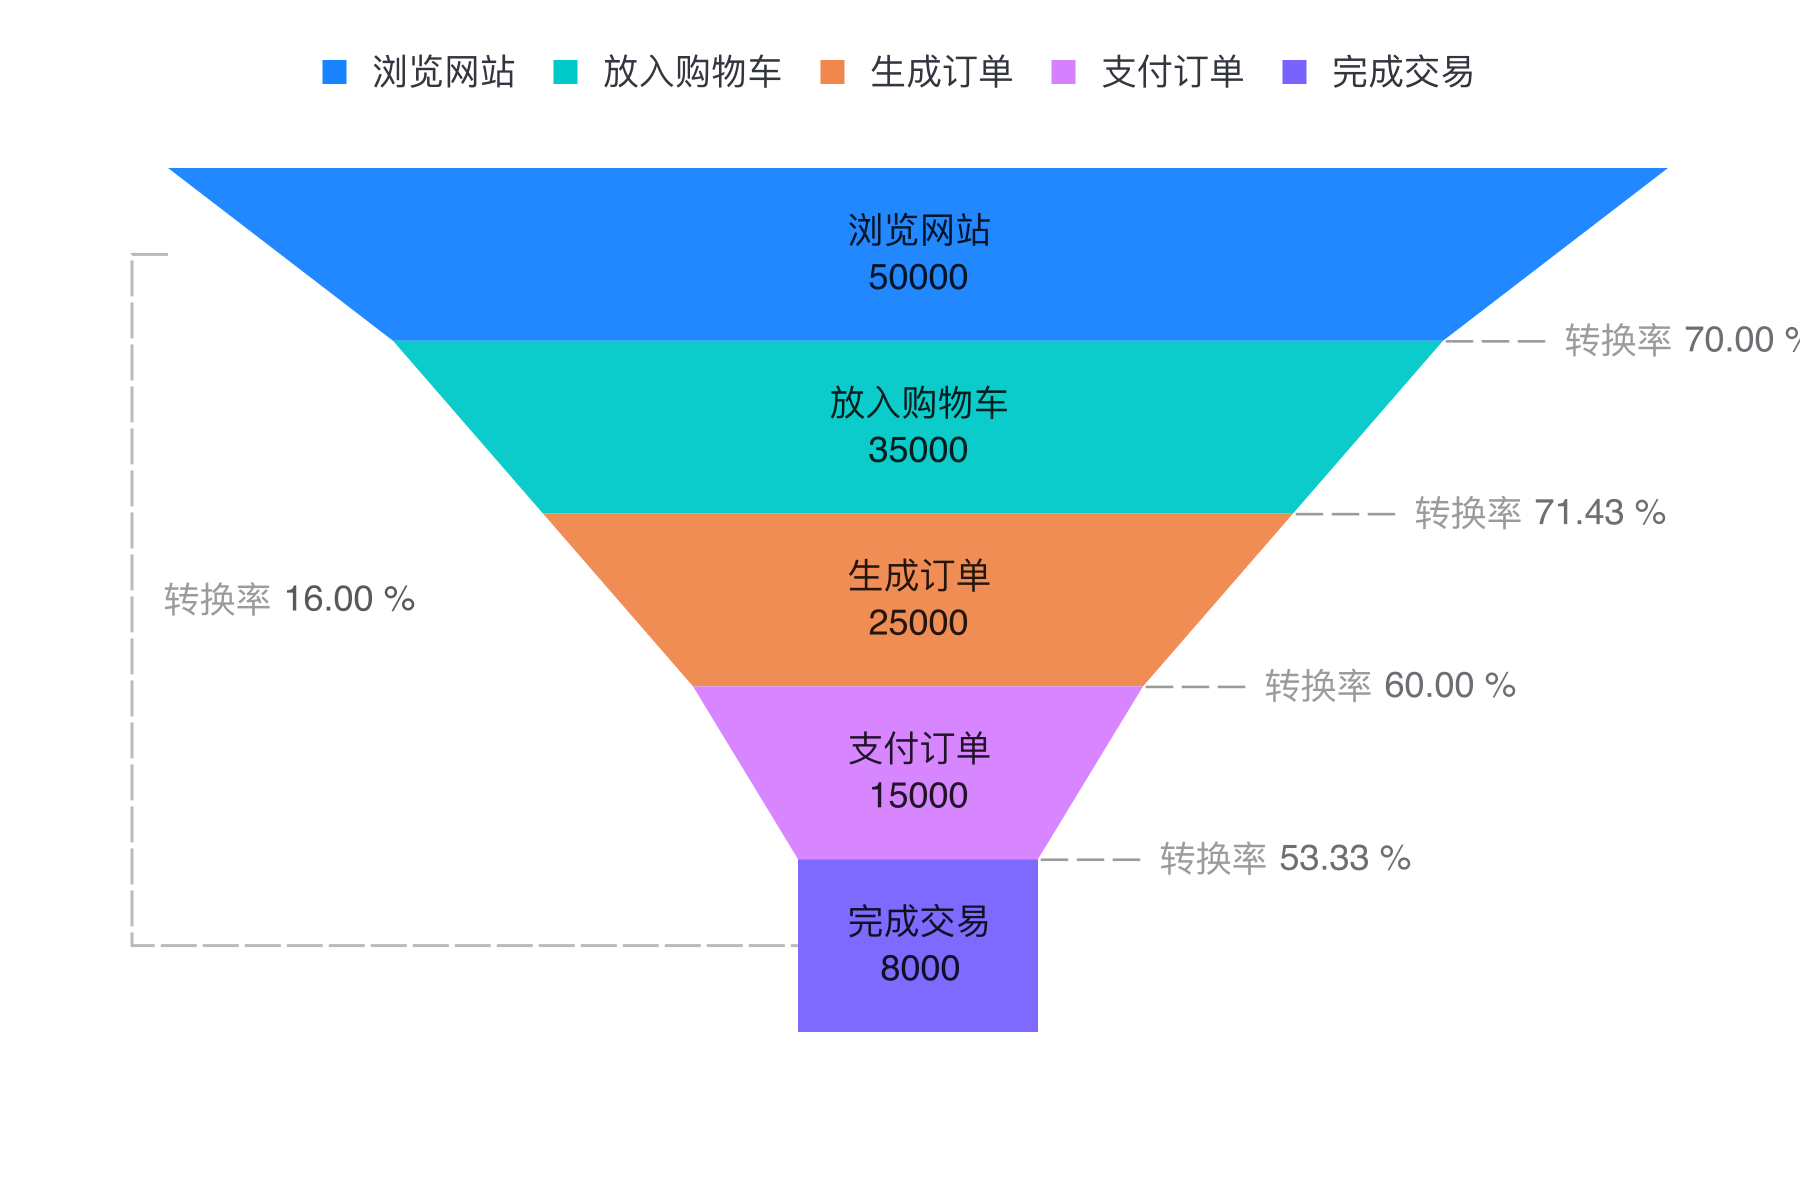 浏览网站 放入购物车 生成订单 支付订单 完成交易
浏览网站
50000
转换率 70.00 %
放入购物车
35000
转换率 71.43 %
生成订单
25000
转换率 16.00 %
转换率 60.00 %
支付订单
15000
转换率 53.33 %
完成交易
8000